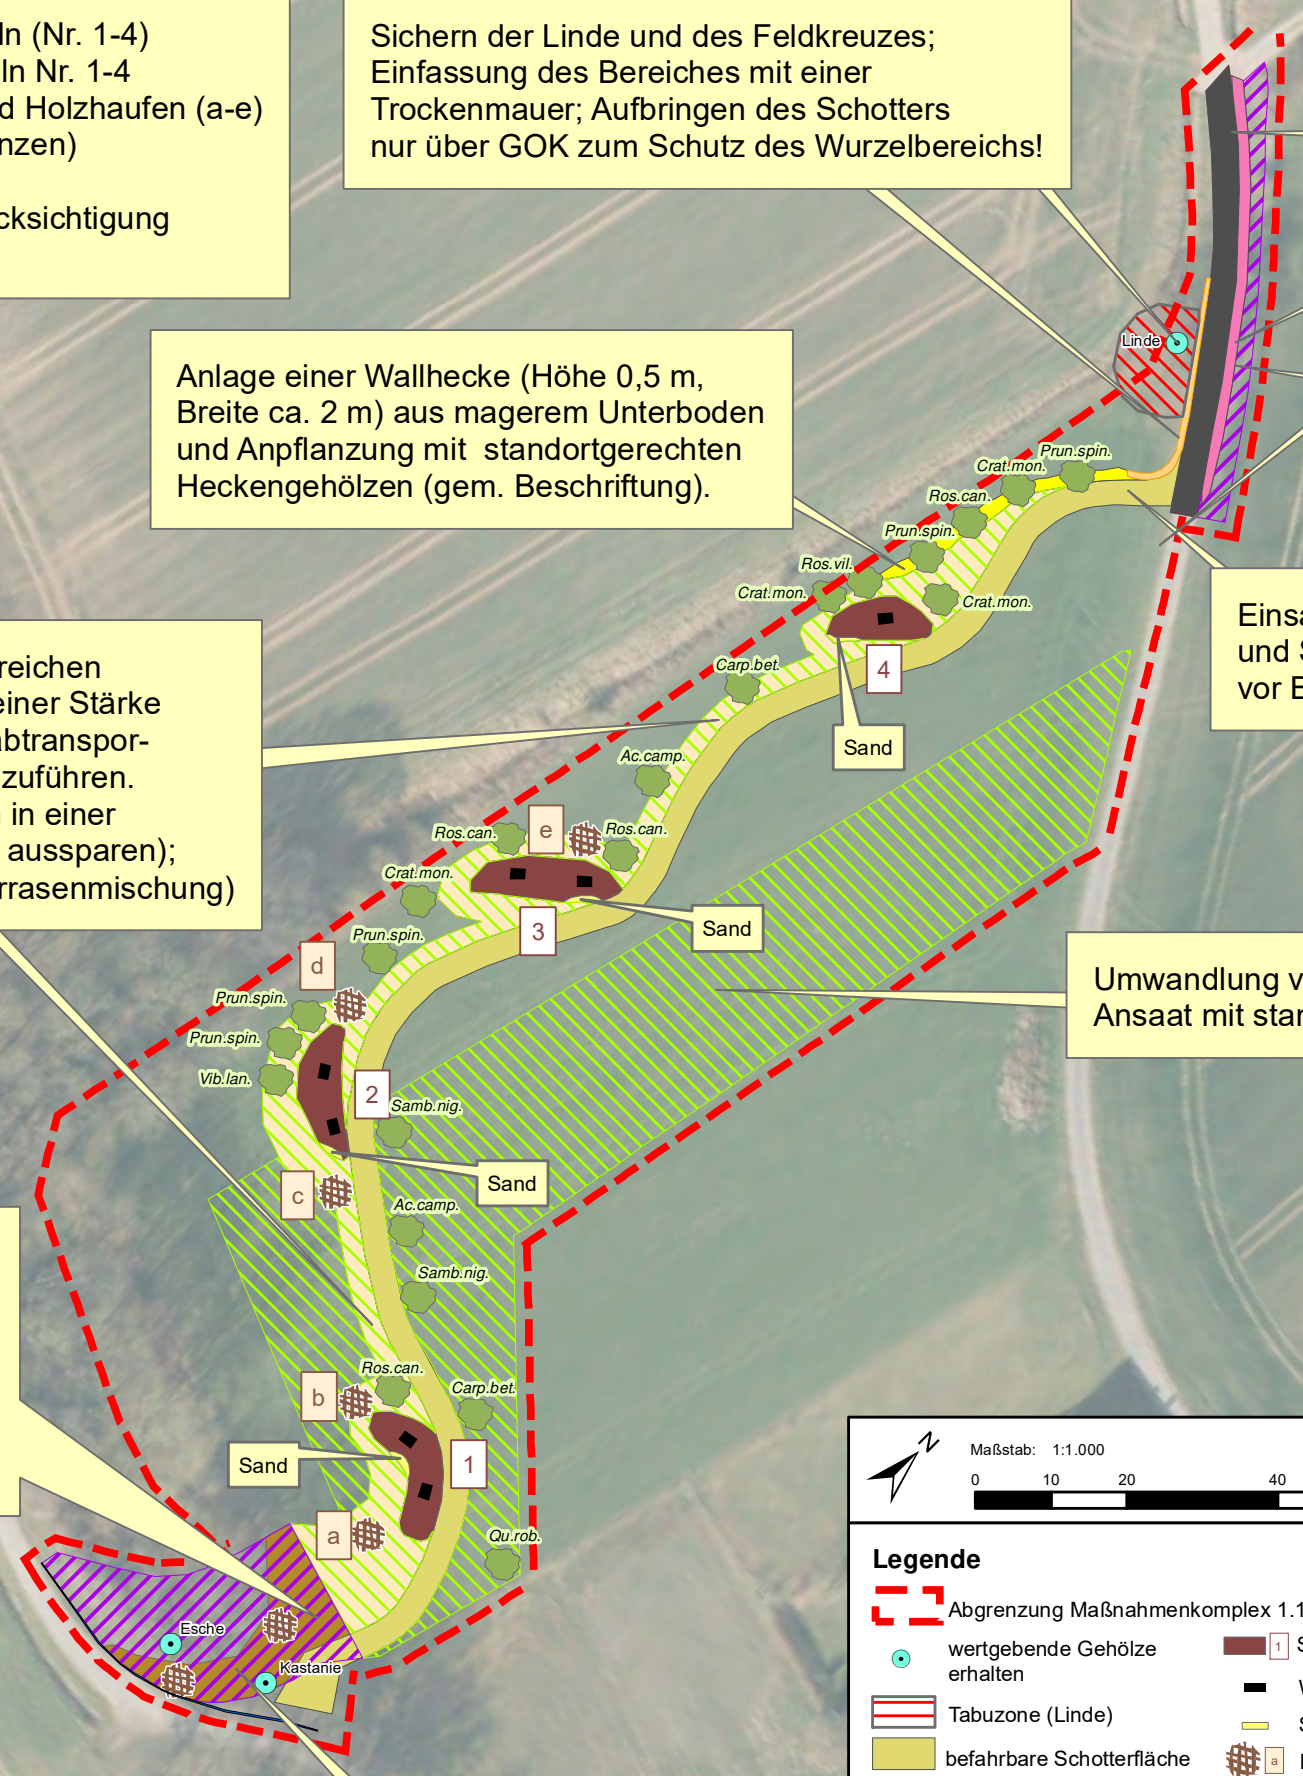 ln (Nr. 1-4)
ln Nr. 1-4
d Holzhaufen (a-e)
nzen)
cksichtigung
Sichern der Linde und des Feldkreuzes;
Einfassung des Bereiches mit einer
Trockenmauer; Aufbringen des Schotters
nur über GOK zum Schutz des Wurzelbereichs!
Linde
Anlage einer Wallhecke (Höhe 0,5 m,
Breite ca. 2 m) aus magerem Unterboden
und Anpflanzung mit standortgerechten
Heckengehölzen (gem. Beschriftung).
Prun.spin.
Crat.mon.
Ros.can.
Prun.spin.
Ros.vil.
Crat.mon.
Crat.mon.
4
Carp.bet.
Sand
Einsa
und S
vor B
reichen
einer Stärke
abtranspor-
zuführen.
in einer
aussparen);
rrasenmischung)
Ac.camp.
Ros.can.
e
Ros.can.
Crat.mon.
3
Sand
Prun.spin.
d
Prun.spin.
Prun.spin.
Vib.lan.
2
Samb.nig.
Umwandlung v
Ansaat mit star
Sand
c
Ac.camp.
Samb.nig.
Ros.can.
b
Carp.bet.
Sand
1
a
Qu.rob.
Esche
Kastanie
N
Maßstab: 1:1.000
0 10 20 40
Legende
Abgrenzung Maßnahmenkomplex 1.1
wertgebende Gehölze
erhalten
1 S
Tabuzone (Linde)
S
befahrbare Schotterfläche
a